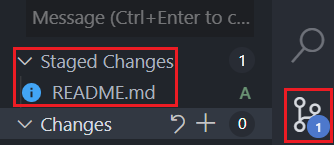 Message (Ctrl+Enter to c...
Staged Changes 1
README.md A
Changes 0
1